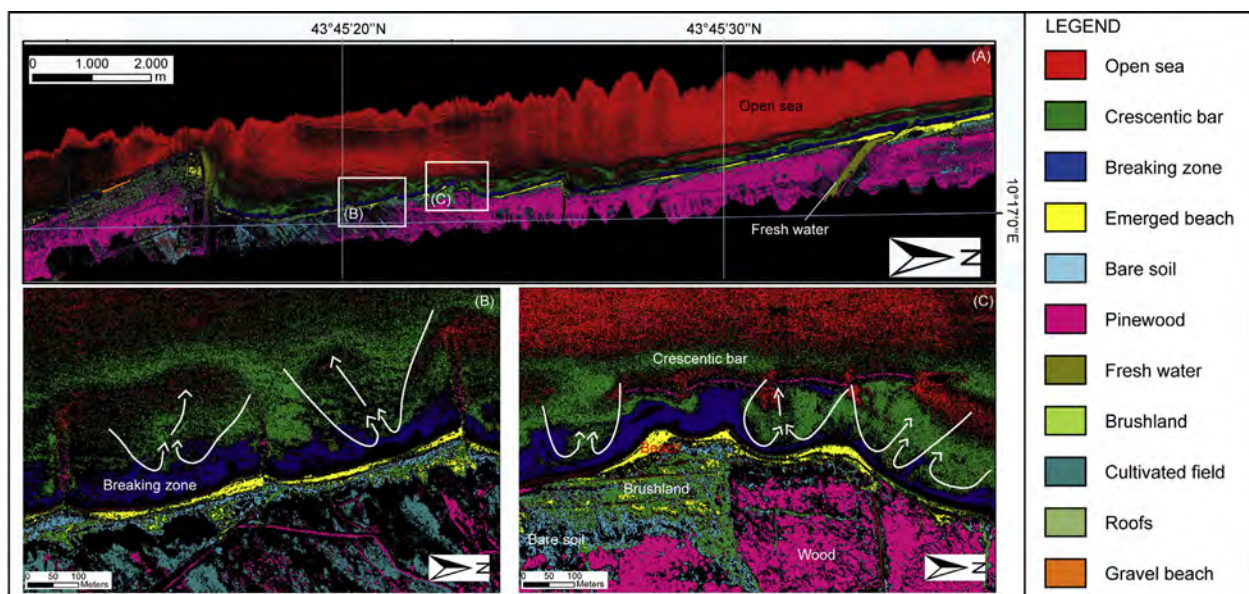 43°45'20"N
43°45'30"N
0 1.000 2.000
m
(A)
Open sea
(B)
(C)
Fresh water
10°17'0"E
N
(B)
Breaking zone
0 50 100
Meters
N
(C)
Crescentic bar
Beach
Brushland
Bare soil
Wood
0 50 100
Meters
N
LEGEND
Open sea
Crescentic bar
Breaking zone
Emerged beach
Bare soil
Pinewood
Fresh water
Brushland
Cultivated field
Roofs
Gravel beach